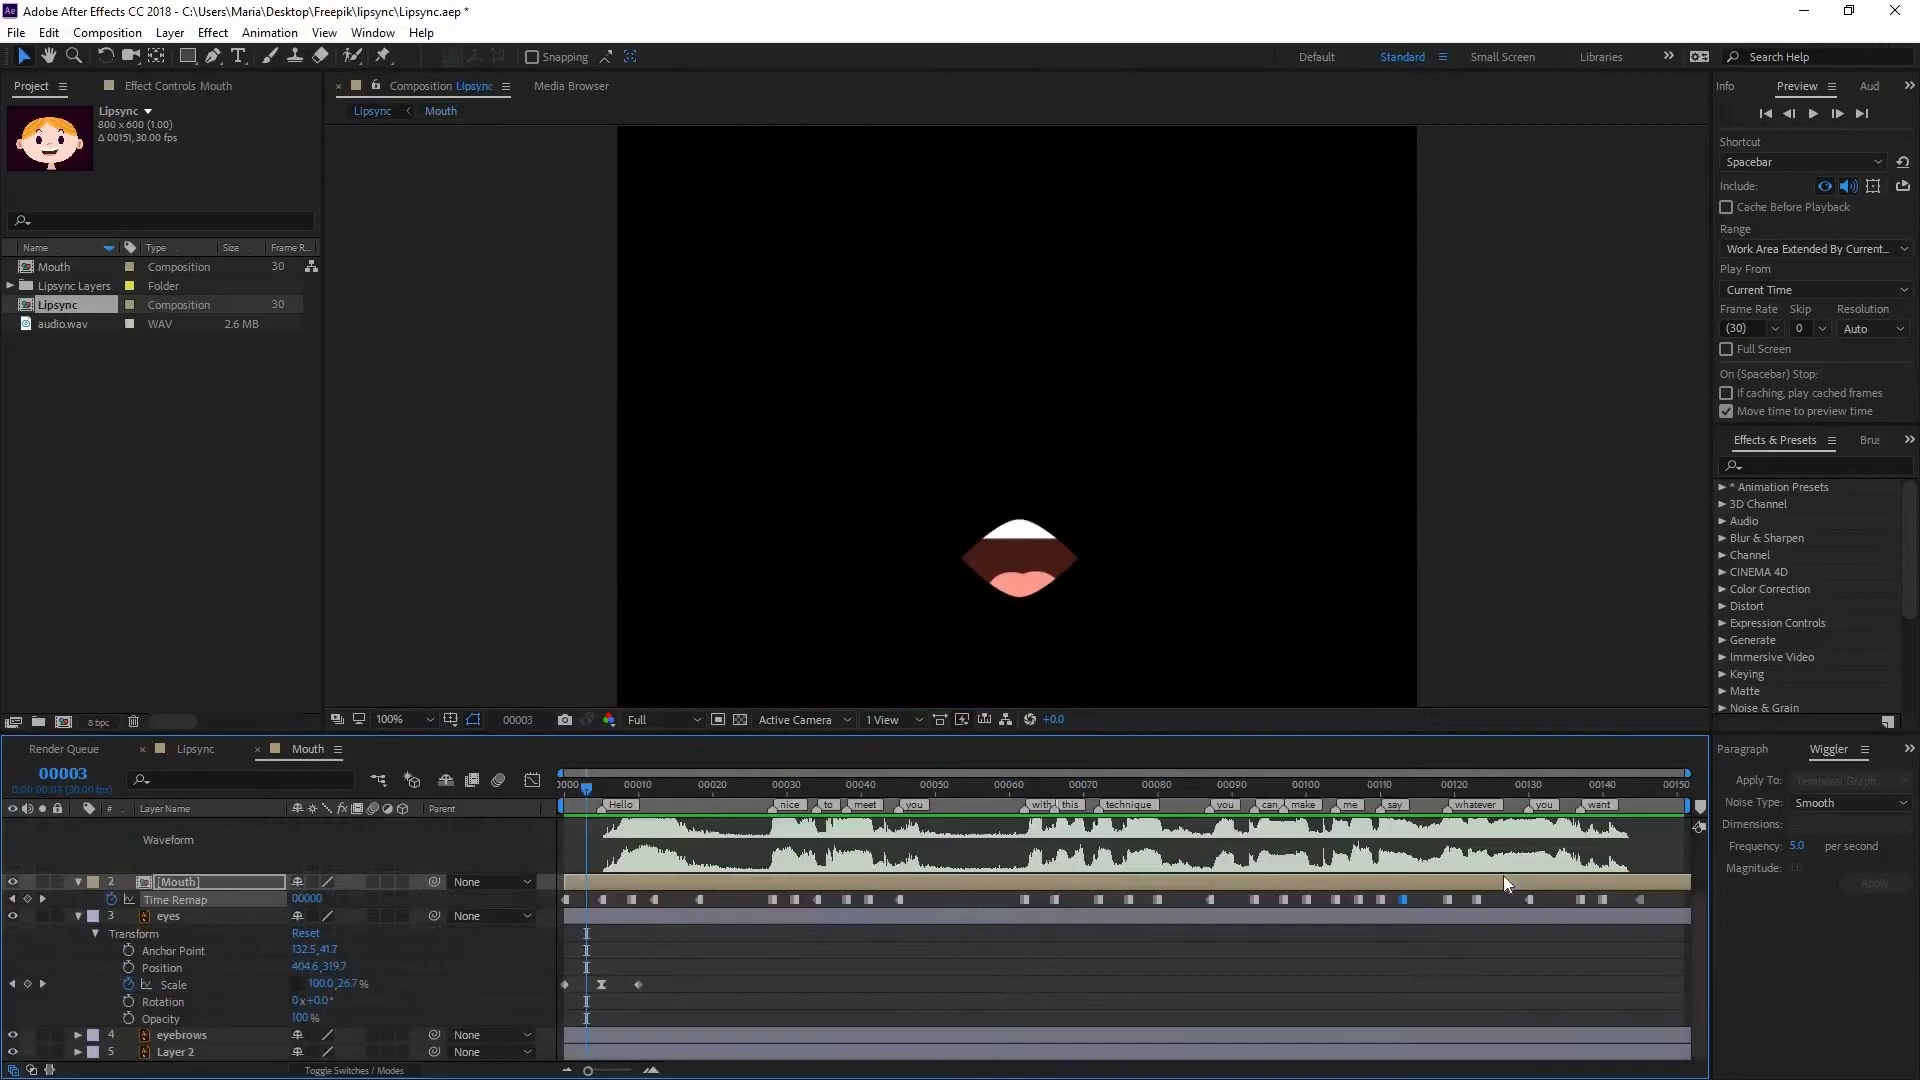 Adobe After Effects CC 2018 - C:\Users\Maria\Desktop\Freepik\lipsync\Lipsync.aep *
File Edit Composition Layer Effect Animation View Window Help
Snapping Default Standard Small Screen Libraries Search Help
Project Effect Controls Mouth Composition Lipsync Media Browser Info Preview Aud
Lipsync
800 x 600 (1.00)
Δ 00151, 30.00 fps
Lipsync Mouth
Shortcut
Spacebar
Include:
Cache Before Playback
Range
Work Area Extended By Current...
Play From
Current Time
Frame Rate Skip Resolution
(30) 0 Auto
Full Screen
On (Spacebar) Stop:
If caching, play cached frames
Move time to preview time
Name Type Size Frame R...
Mouth Composition 30
Lipsync Layers Folder
Lipsync Composition 30
audio.wav WAV 2.6 MB
Effects & Presets Bru
* Animation Presets
3D Channel
Audio
Blur & Sharpen
Channel
CINEMA 4D
Color Correction
Distort
Expression Controls
Generate
Immersive Video
Keying
Matte
Noise & Grain
8 bpc 100% 00003 Full Active Camera 1 View +0.0
Render Queue Lipsync Mouth
00003
0:00:00:03 (30.00 fps)
# Layer Name Parent
0000 00010 00020 00030 00040 00050 00060 00070 00080 00090 00100 00110 00120 00130 00140 00150
Hello nice to meet you with this technique you can make me say whatever you want
Waveform
2 [Mouth] None
Time Remap 00000
3 eyes None
Transform Reset
Anchor Point 132.5,41.7
Position 404.6,319.7
Scale 100.0,26.7%
Rotation 0x+0.0°
Opacity 100%
4 eyebrows None
5 Layer 2 None
Toggle Switches / Modes
Paragraph Wiggler
Apply To: Temporal Graph
Noise Type: Smooth
Dimensions:
Frequency: 5.0 per second
Magnitude: 1.0
Apply